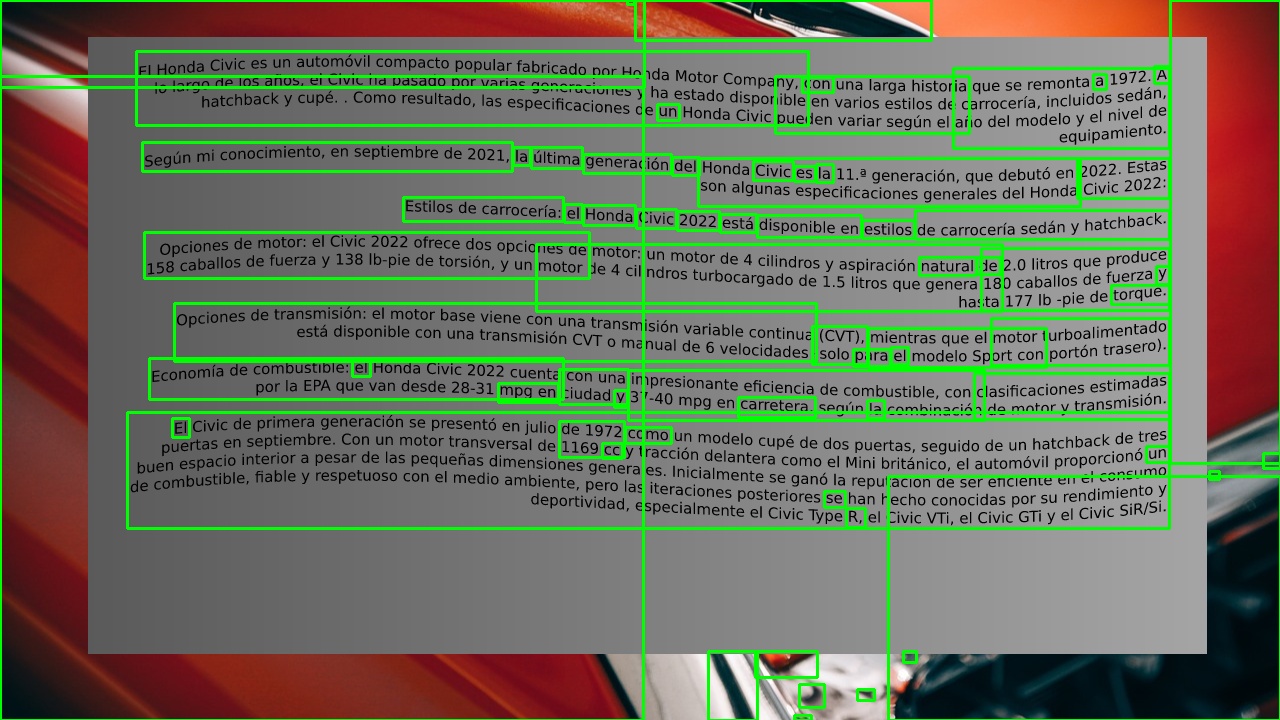 El Honda Civic es un automóvil compacto popular fabricado por Honda Motor Company, con una larga historia que se remonta a 1972. A
lo largo de los años, el Civic ha pasado por varias generaciones y ha estado disponible en varios estilos de carrocería, incluidos sedán,
hatchback y cupé. . Como resultado, las especificaciones de un Honda Civic pueden variar según el año del modelo y el nivel de
equipamiento.
Según mi conocimiento, en septiembre de 2021, la última generación del Honda Civic es la 11.ª generación, que debutó en 2022. Estas
son algunas especificaciones generales del Honda Civic 2022:
Estilos de carrocería: el Honda Civic 2022 está disponible en estilos de carrocería sedán y hatchback.
Opciones de motor: el Civic 2022 ofrece dos opciones de motor: un motor de 4 cilindros y aspiración natural de 2.0 litros que produce
158 caballos de fuerza y 138 lb-pie de torsión, y un motor de 4 cilindros turbocargado de 1.5 litros que genera 180 caballos de fuerza y
hasta 177 lb -pie de torque.
Opciones de transmisión: el motor base viene con una transmisión variable continua (CVT), mientras que el motor turboalimentado
está disponible con una transmisión CVT o manual de 6 velocidades (solo para el modelo Sport con portón trasero).
Economía de combustible: el Honda Civic 2022 cuenta con una impresionante eficiencia de combustible, con clasificaciones estimadas
por la EPA que van desde 28-31 mpg en ciudad y 37-40 mpg en carretera, según la combinación de motor y transmisión.
El Civic de primera generación se presentó en julio de 1972 como un modelo cupé de dos puertas, seguido de un hatchback de tres
puertas en septiembre. Con un motor transversal de 1169 cc y tracción delantera como el Mini británico, el automóvil proporcionó un
buen espacio interior a pesar de las pequeñas dimensiones generales. Inicialmente se ganó la reputación de ser eficiente en el consumo
de combustible, fiable y respetuoso con el medio ambiente, pero las iteraciones posteriores se han hecho conocidas por su rendimiento y
deportividad, especialmente el Civic Type R, el Civic VTi, el Civic GTi y el Civic SiR/Si.